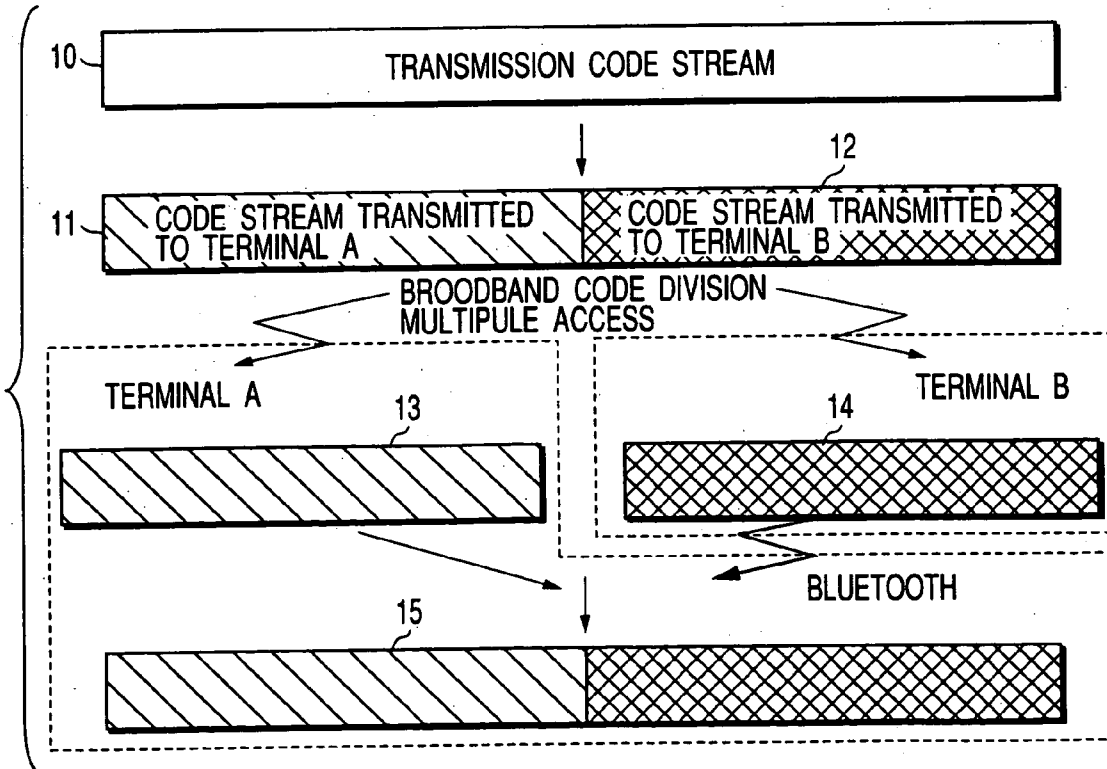 10
TRANSMISSION CODE STREAM
12
11
CODE STREAM TRANSMITTED
TO TERMINAL A
CODE STREAM TRANSMITTED
TO TERMINAL B
BROODBAND CODE DIVISION
MULTIPULE ACCESS
TERMINAL A
TERMINAL B
13
14
BLUETOOTH
15